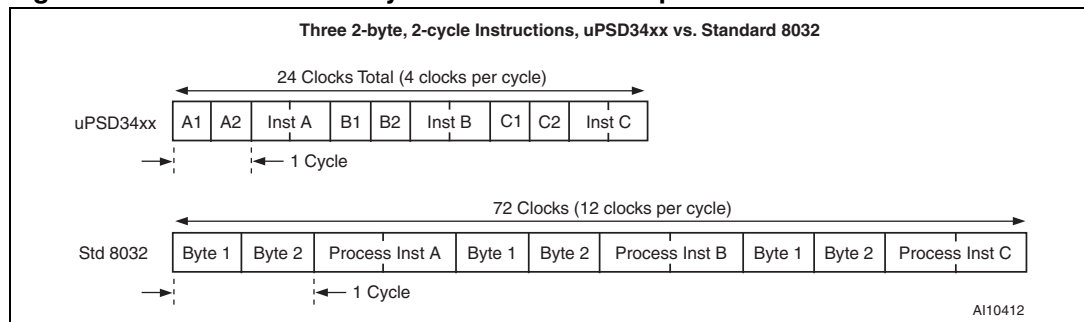 Three 2-byte, 2-cycle Instructions, uPSD34xx vs. Standard 8032
24 Clocks Total (4 clocks per cycle)
uPSD34xx A1 A2 Inst A B1 B2 Inst B C1 C2 Inst C
1 Cycle
72 Clocks (12 clocks per cycle)
Std 8032 Byte 1 Byte 2 Process Inst A Byte 1 Byte 2 Process Inst B Byte 1 Byte 2 Process Inst C
1 Cycle
AI10412